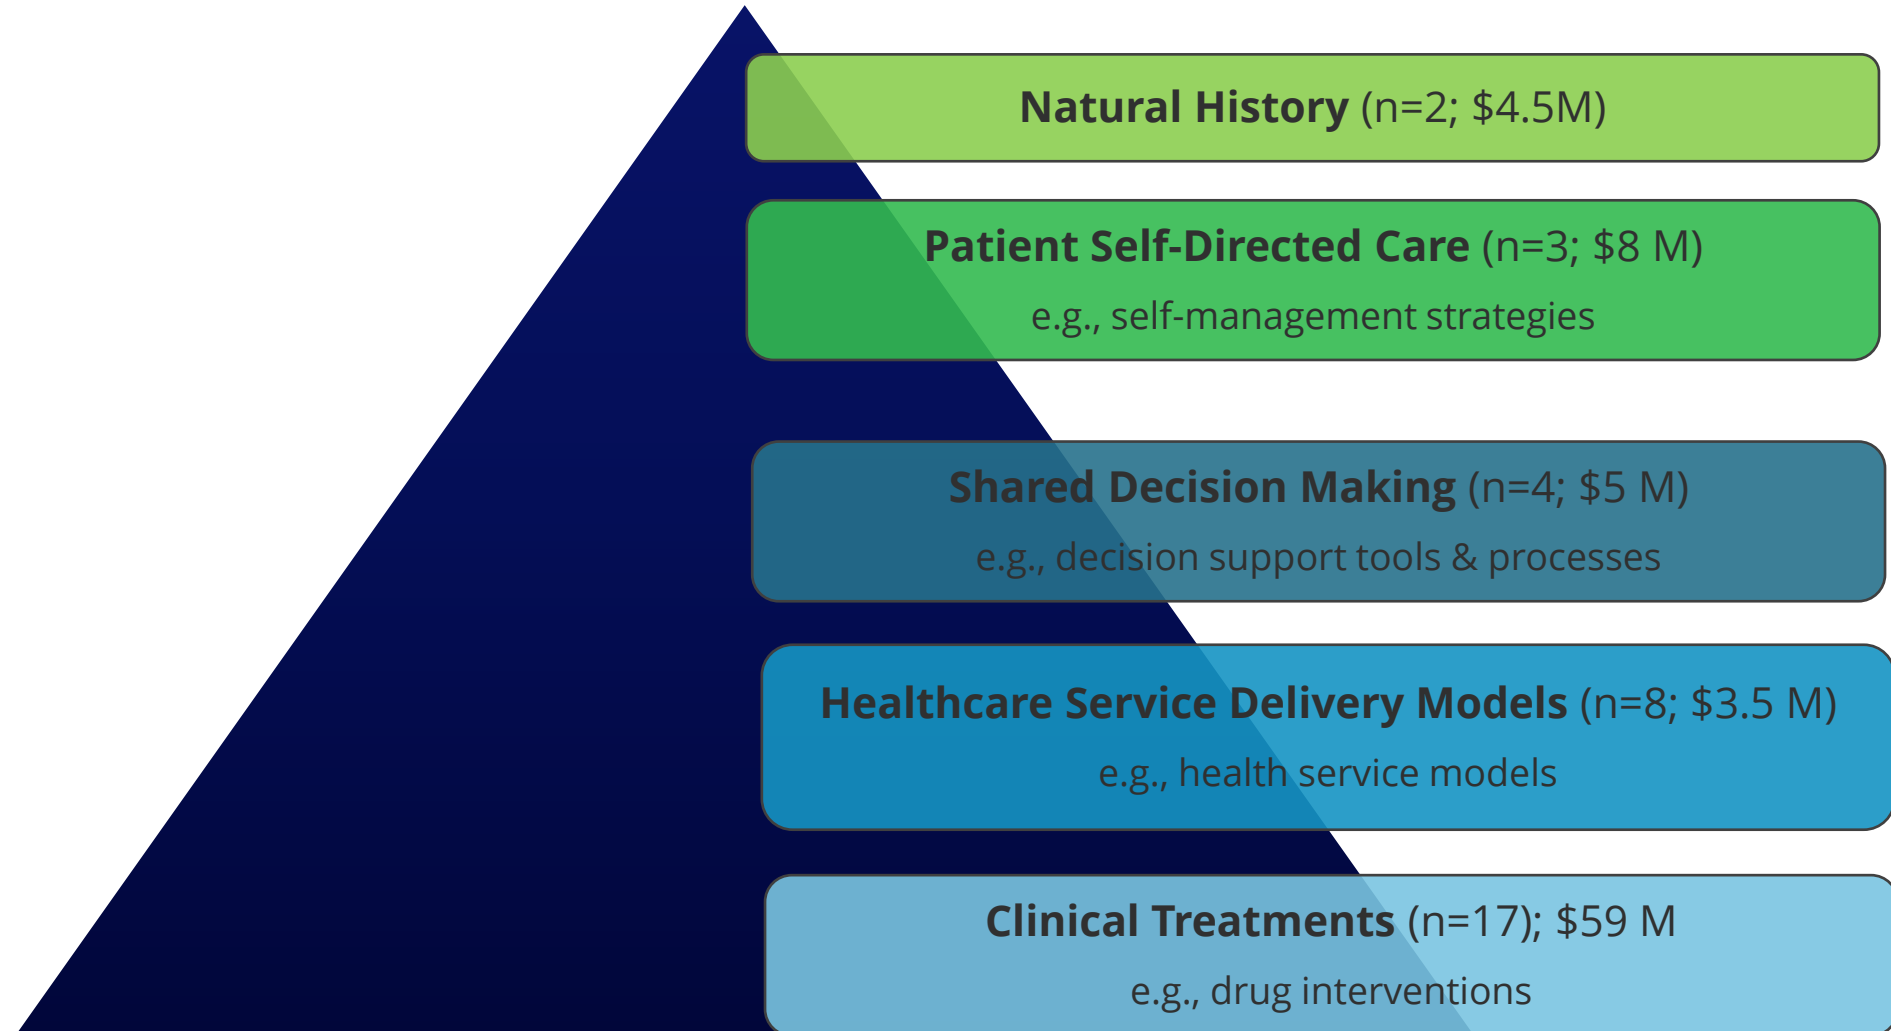 Natural History (n=2; $4.5M)
Patient Self-Directed Care (n=3; $8 M)
e.g., self-management strategies
Shared Decision Making (n=4; $5 M)
e.g., decision support tools & processes
Healthcare Service Delivery Models (n=8; $3.5 M)
e.g., health service models
Clinical Treatments (n=17); $59 M
e.g., drug interventions